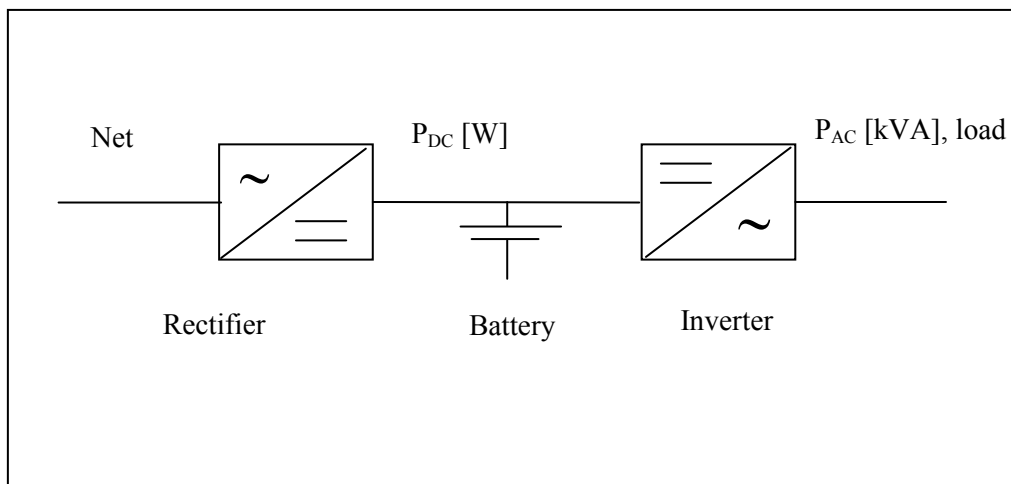 Net
P_DC [W]
P_AC [kVA], load
~
~
Rectifier
Battery
Inverter